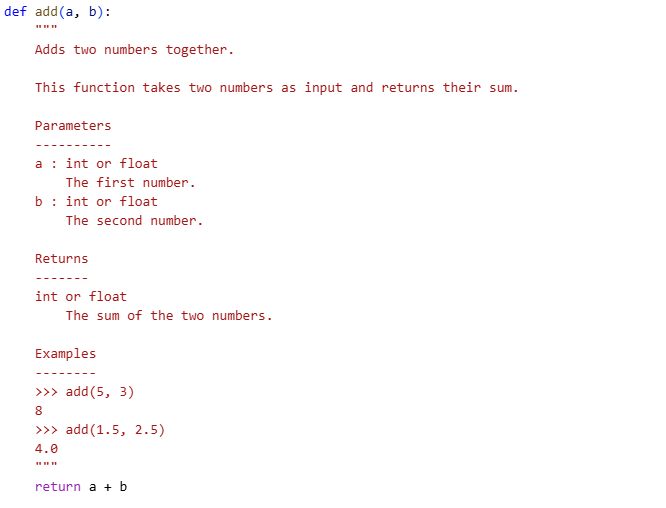 def add(a, b):
    """
    Adds two numbers together.

    This function takes two numbers as input and returns their sum.

    Parameters
    ----------
    a : int or float
        The first number.
    b : int or float
        The second number.

    Returns
    -------
    int or float
        The sum of the two numbers.

    Examples
    --------
    >>> add(5, 3)
    8
    >>> add(1.5, 2.5)
    4.0
    """
    return a + b